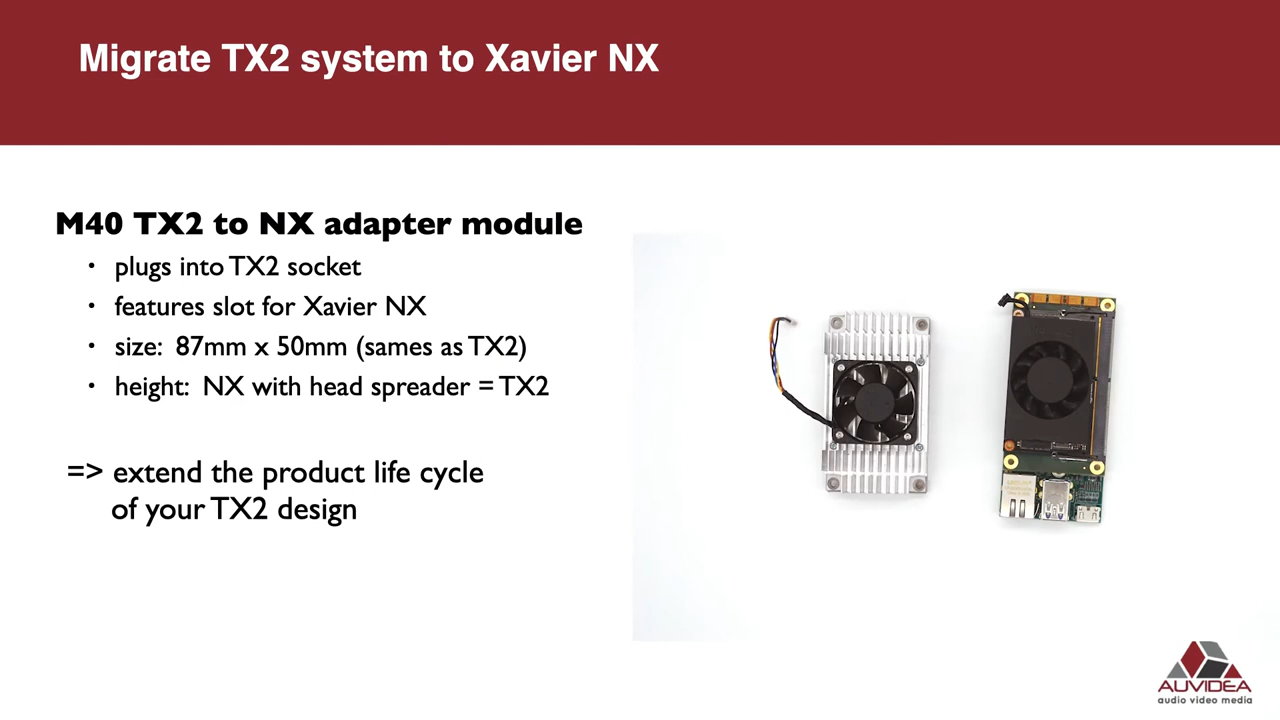 Migrate TX2 system to Xavier NX
M40 TX2 to NX adapter module
• plugs into TX2 socket
• features slot for Xavier NX
• size: 87mm x 50mm (sames as TX2)
• height: NX with head spreader = TX2
=> extend the product life cycle
of your TX2 design
AUVIDEA
audio video media